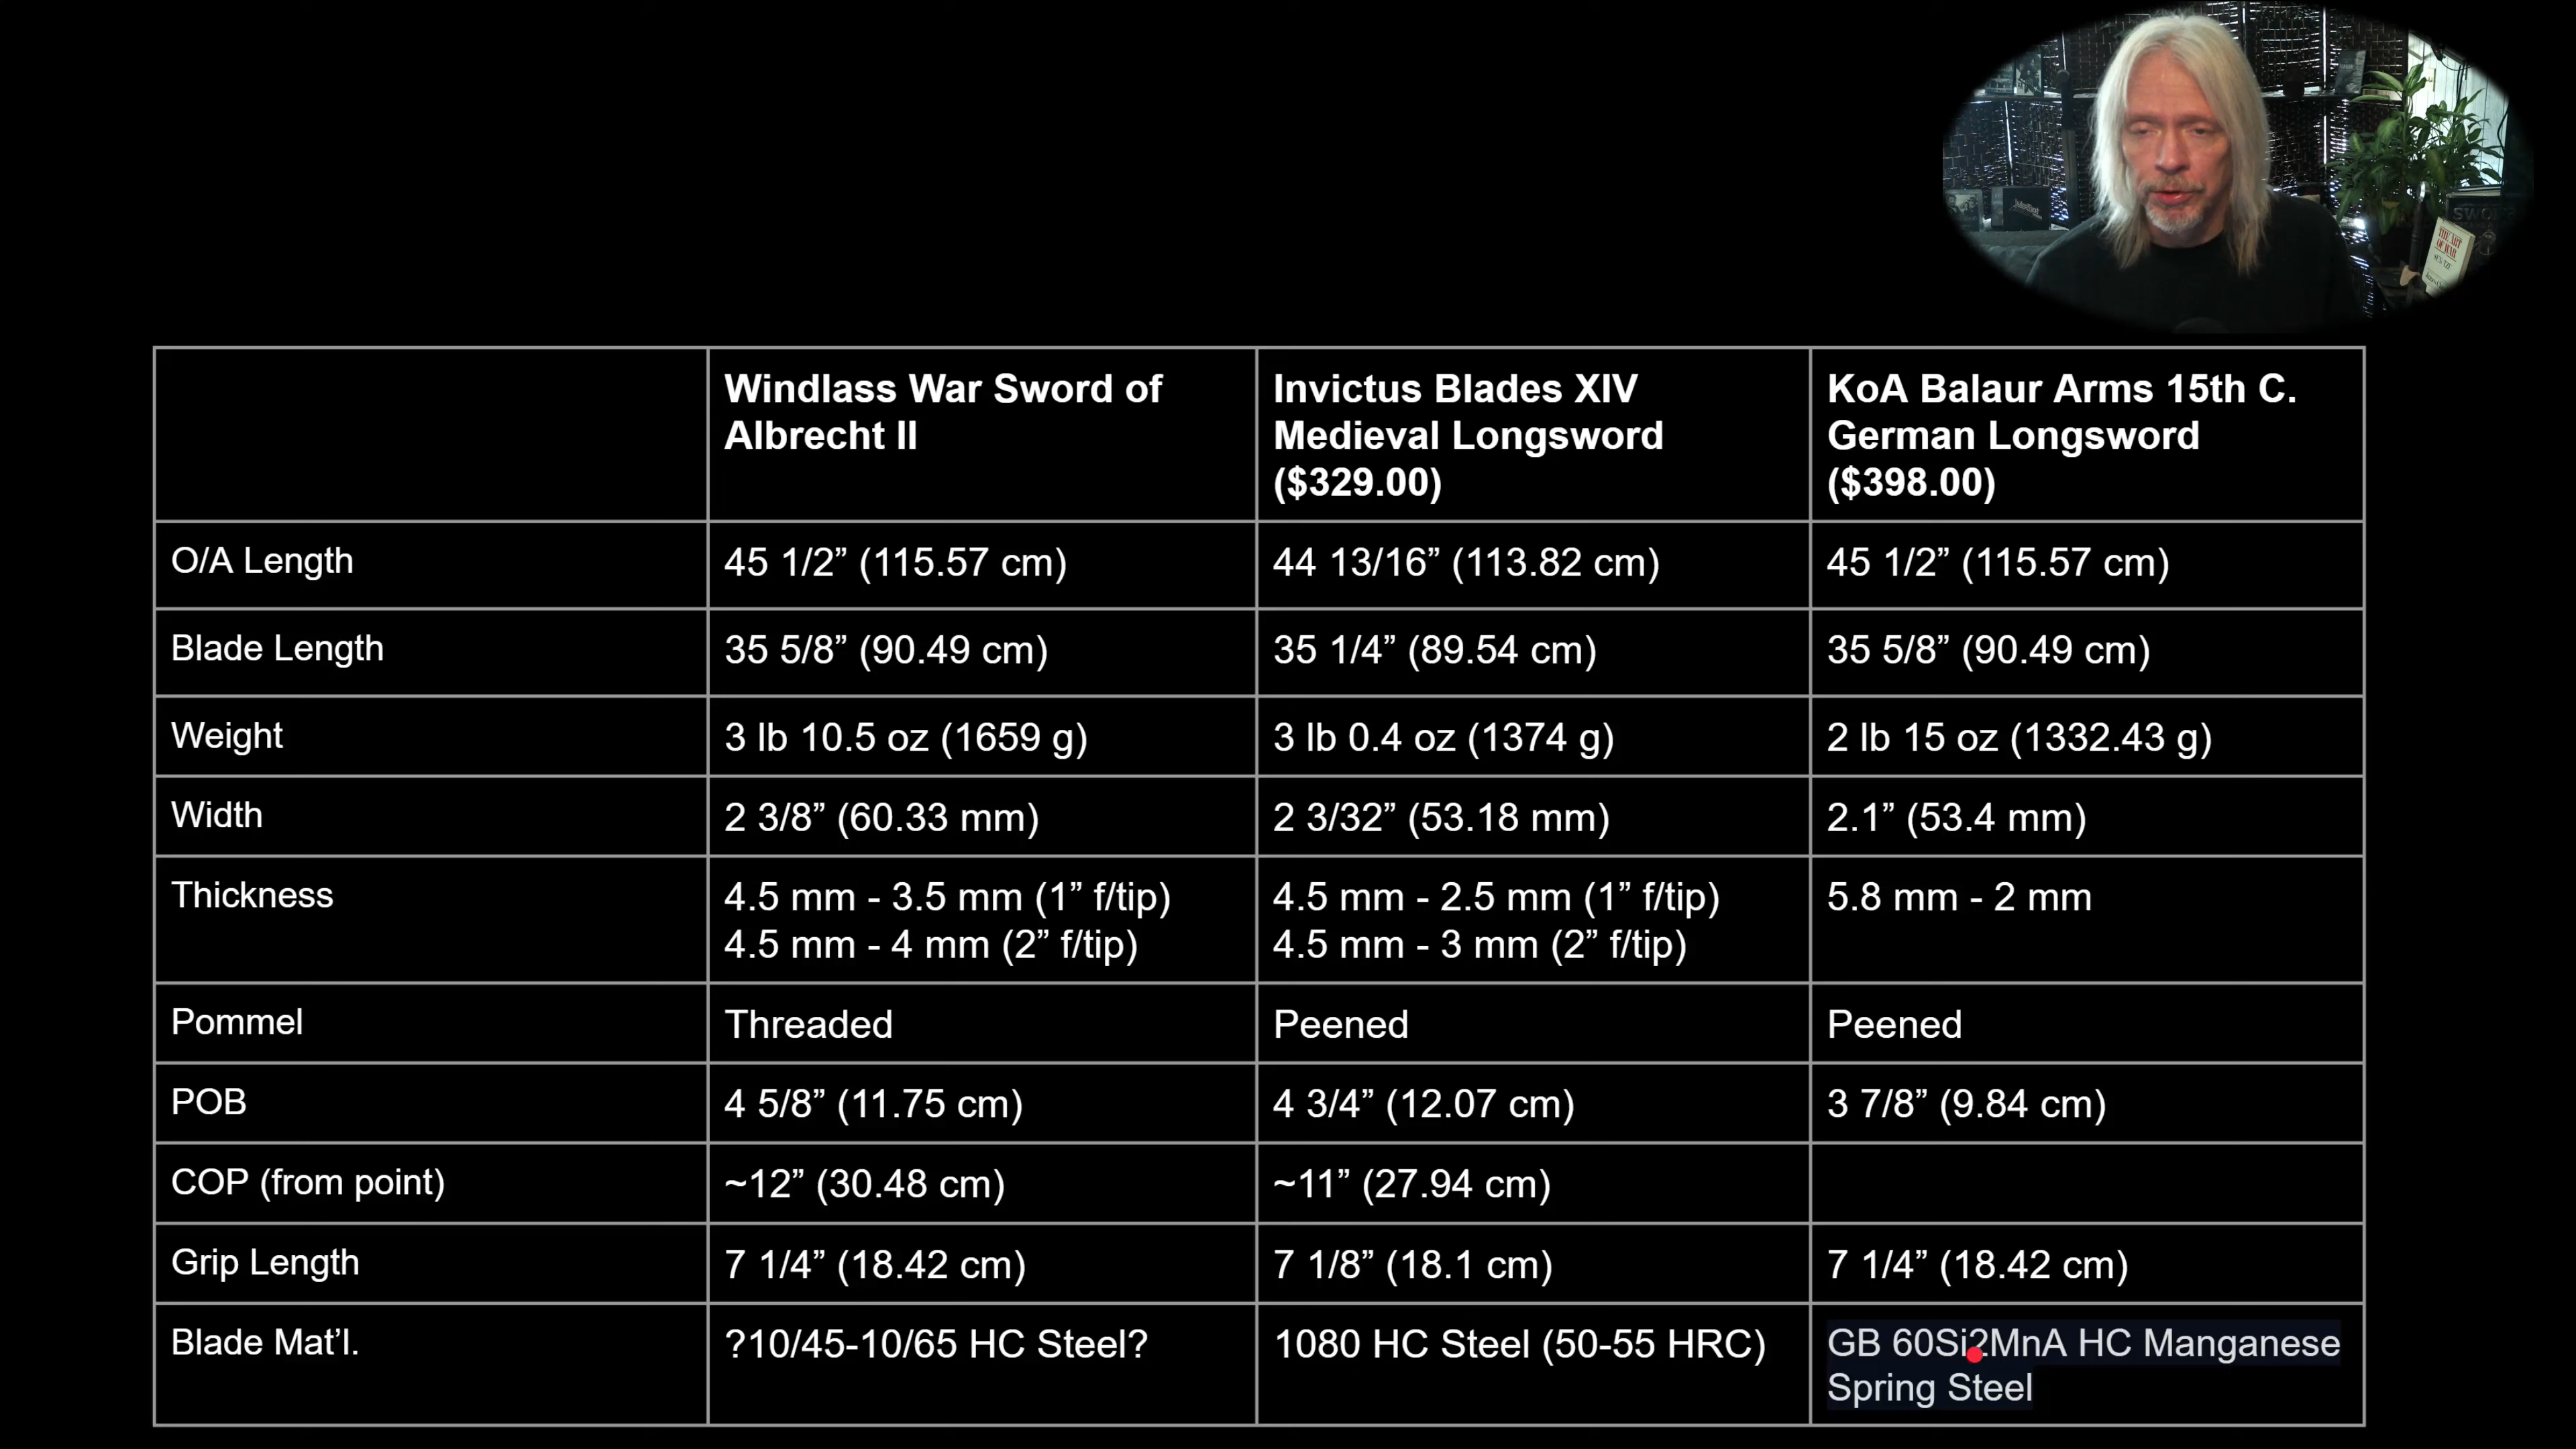 THE ART
OF WAR
SUN TZU
Windlass War Sword of
Albrecht II
Invictus Blades XIV
Medieval Longsword
($329.00)
KoA Balaur Arms 15th C.
German Longsword
($398.00)
O/A Length
45 1/2” (115.57 cm)
44 13/16” (113.82 cm)
45 1/2” (115.57 cm)
Blade Length
35 5/8” (90.49 cm)
35 1/4” (89.54 cm)
35 5/8” (90.49 cm)
Weight
3 lb 10.5 oz (1659 g)
3 lb 0.4 oz (1374 g)
2 lb 15 oz (1332.43 g)
Width
2 3/8” (60.33 mm)
2 3/32” (53.18 mm)
2.1” (53.4 mm)
Thickness
4.5 mm - 3.5 mm (1” f/tip)
4.5 mm - 4 mm (2” f/tip)
4.5 mm - 2.5 mm (1” f/tip)
4.5 mm - 3 mm (2” f/tip)
5.8 mm - 2 mm
Pommel
Threaded
Peened
Peened
POB
4 5/8” (11.75 cm)
4 3/4” (12.07 cm)
3 7/8” (9.84 cm)
COP (from point)
~12” (30.48 cm)
~11” (27.94 cm)
Grip Length
7 1/4” (18.42 cm)
7 1/8” (18.1 cm)
7 1/4” (18.42 cm)
Blade Mat’l.
?10/45-10/65 HC Steel?
1080 HC Steel (50-55 HRC)
GB 60Si2MnA HC Manganese
Spring Steel